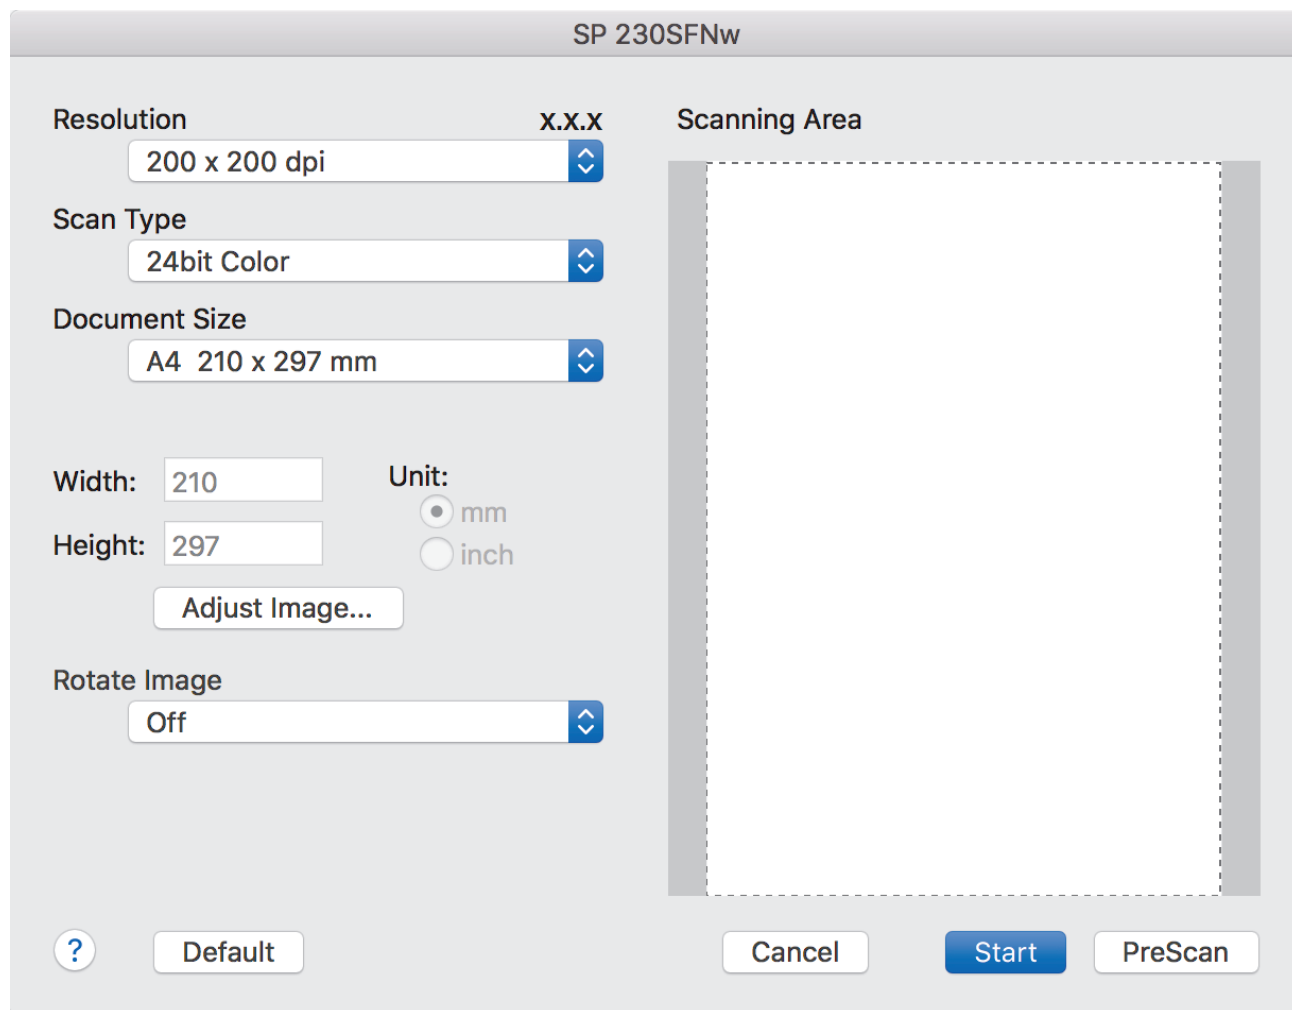 SP 230SFNw
Resolution x.x.x
200 x 200 dpi
Scan Type
24bit Color
Document Size
A4 210 x 297 mm
Width: 210
Height: 297
Unit:
mm
inch
Adjust Image...
Rotate Image
Off
Scanning Area
? Default Cancel Start PreScan